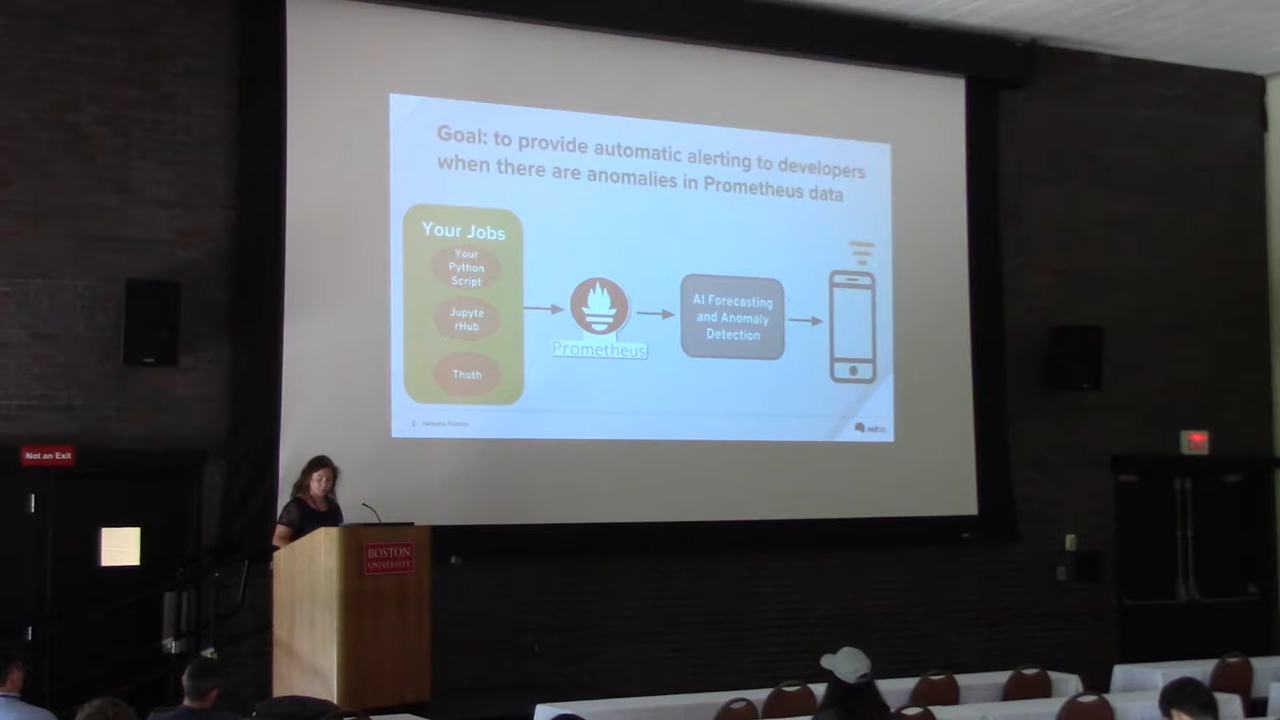 Goal: to provide automatic alerting to developers
when there are anomalies in Prometheus data
Your Jobs
Your
Python
Script
Jupyte
rHub
Thoth
Prometheus
AI Forecasting
and Anomaly
Detection
Not an Exit
BOSTON
UNIVERSITY